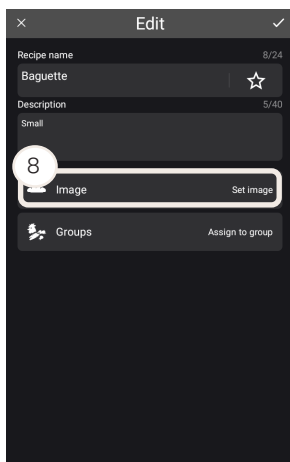 Edit
Recipe name 8/24
Baguette
Description 5/40
Small
8
Image Set image
Groups Assign to group